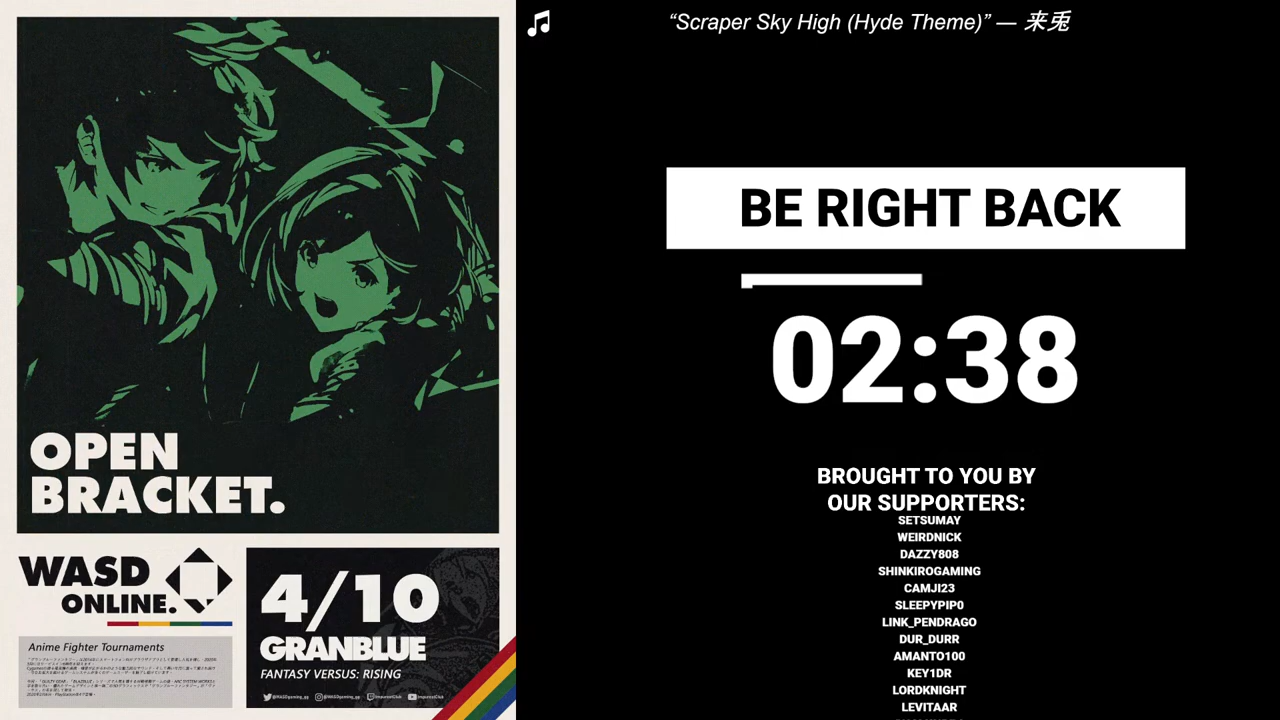 “Scraper Sky High (Hyde Theme)” — 来兎
BE RIGHT BACK
02:38
BROUGHT TO YOU BY
OUR SUPPORTERS:
SETSUMAY
WEIRDNICK
DAZZY808
SHINKIROGAMING
CAMJI23
SLEEPYPIP0
LINK_PENDRAGO
DUR_DURR
AMANTO100
KEY1DR
LORDKNIGHT
LEVITAAR
OPEN
BRACKET.
WASD
ONLINE.
Anime Fighter Tournaments
4/10
GRANBLUE
FANTASY VERSUS: RISING
@WASDgaming_gg